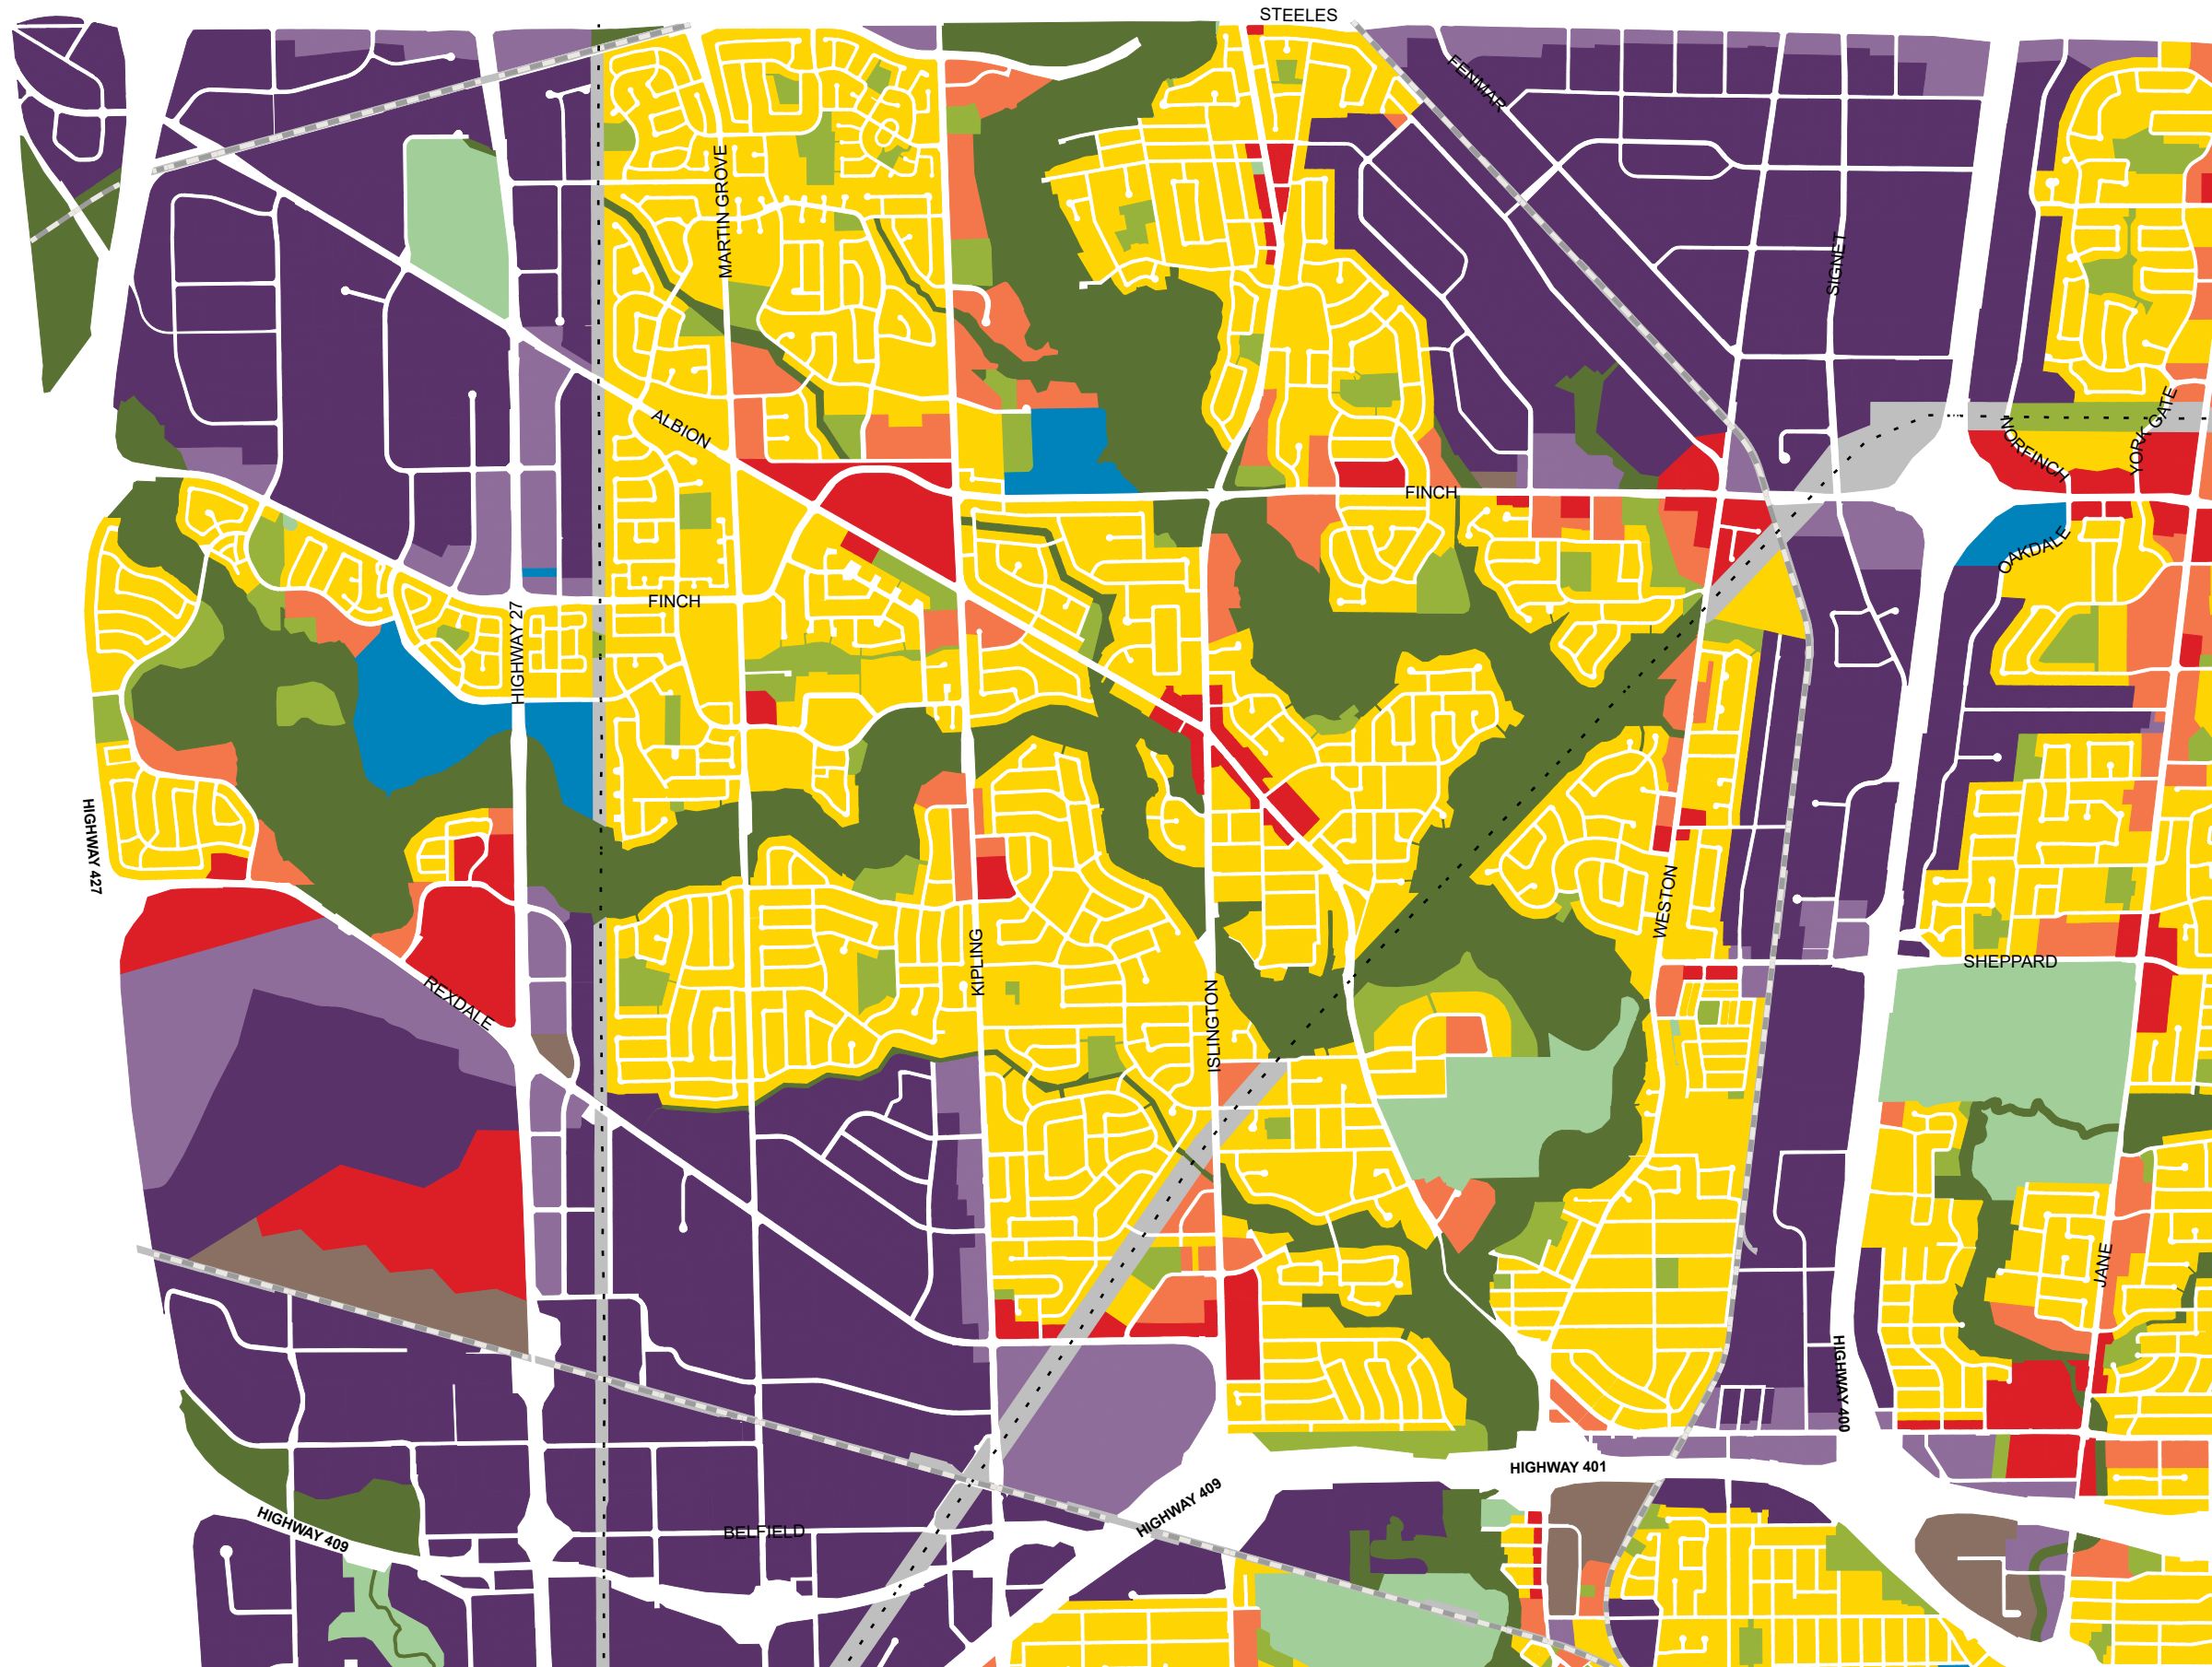 STEELES
FENMAR
MARTIN GROVE
SIGNET
ALBION
YORK GATE
NORFINCH
FINCH
OAKDALE
FINCH
HIGHWAY 27
HIGHWAY 427
WESTON
KIPLING
SHEPPARD
REXDALE
ISLINGTON
JANE
HIGHWAY 400
HIGHWAY 401
HIGHWAY 409
HIGHWAY 409
BELFIELD